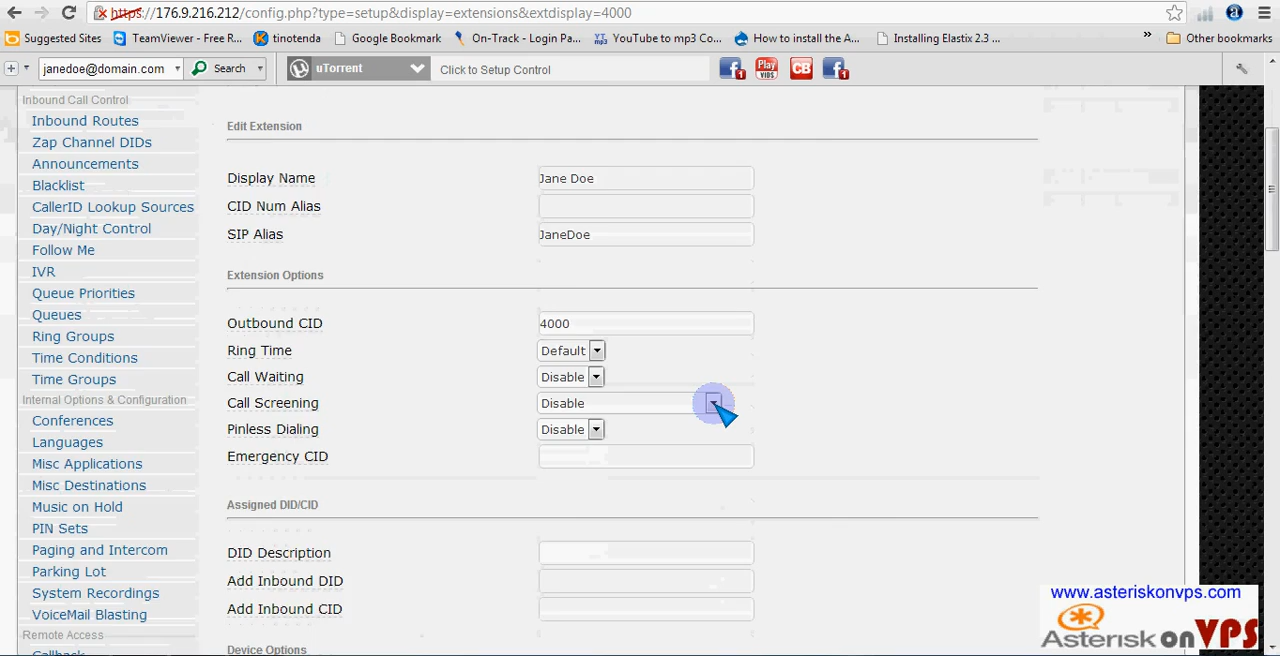 https://176.9.216.212/config.php?type=setup&display=extensions&extdisplay=4000
Suggested Sites TeamViewer - Free R... tinotenda Google Bookmark On-Track - Login Pa... YouTube to mp3 Co... How to install the A... Installing Elastix 2.3 ... » Other bookmarks
janedoe@domain.com Search uTorrent Click to Setup Control 1 Play VIDS CB 1
Inbound Call Control
Inbound Routes
Zap Channel DIDs
Announcements
Blacklist
CallerID Lookup Sources
Day/Night Control
Follow Me
IVR
Queue Priorities
Queues
Ring Groups
Time Conditions
Time Groups
Internal Options & Configuration
Conferences
Languages
Misc Applications
Misc Destinations
Music on Hold
PIN Sets
Paging and Intercom
Parking Lot
System Recordings
VoiceMail Blasting
Remote Access
Callback
Edit Extension
Display Name Jane Doe
CID Num Alias
SIP Alias JaneDoe
Extension Options
Outbound CID 4000
Ring Time Default
Call Waiting Disable
Call Screening Disable
Pinless Dialing Disable
Emergency CID
Assigned DID/CID
DID Description
Add Inbound DID
Add Inbound CID
Device Options
www.asteriskonvps.com
Asterisk on VPS